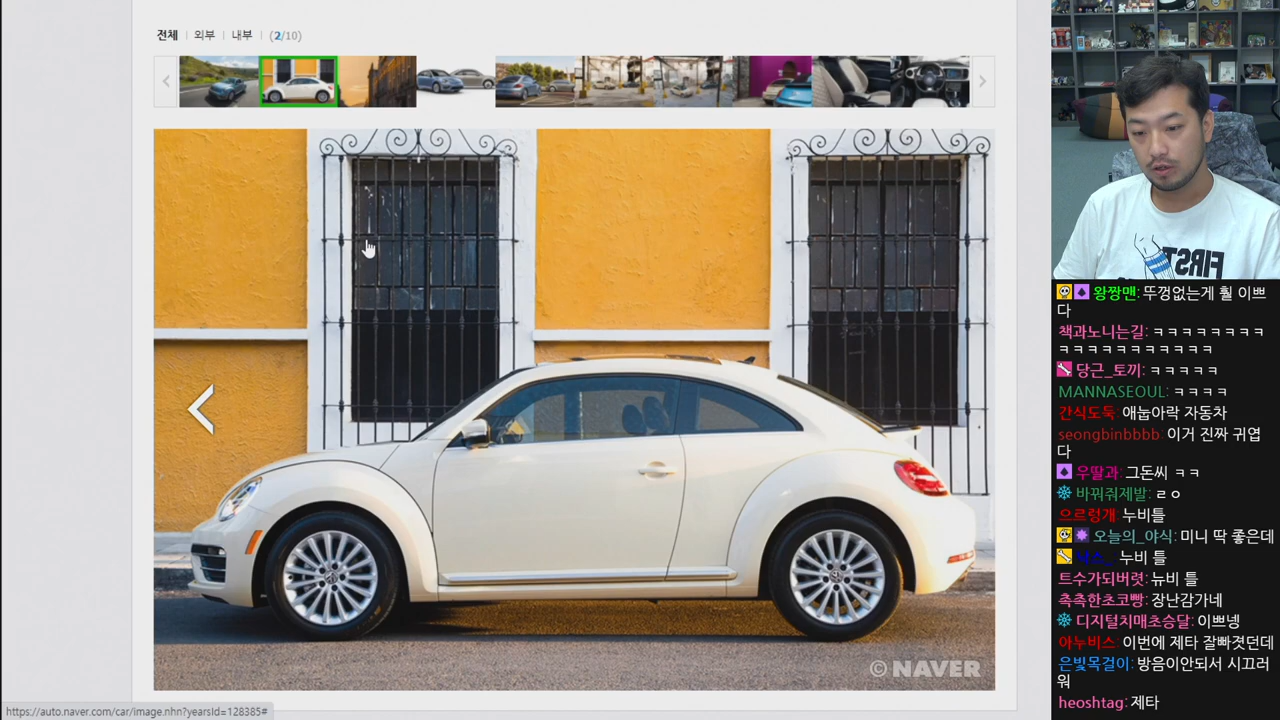 전체 외부 내부 (2/10)
© NAVER
https://auto.naver.com/car/image.nhn?yearsId=128385#
FIRST
왕짱맨: 뚜껑없는게 훨 이쁘
다
책과노니는길: ㅋㅋㅋㅋㅋㅋㅋㅋ
ㅋㅋㅋㅋㅋㅋㅋㅋㅋㅋㅋ
당근_토끼: ㅋㅋㅋㅋㅋ
MANNASEOUL: ㅋㅋㅋㅋ
간식도둑: 애눕아락 자동차
seongbinbbbb: 이거 진짜 귀엽
다
우딸과: 그돈씨 ㅋㅋ
바꿔줘제발: ㄹㅇ
으르렁개: 누비틀
오늘의_야식: 미니 딱 좋은데
누비 틀
트수가되버렷: 뉴비 틀
촉촉한초코빵: 장난감가네
디지털치매초승달: 이쁘넹
아누비스: 이번에 제타 잘빠졋던데
은빛목걸이: 방음이안되서 시끄러
워
heoshtag: 제타